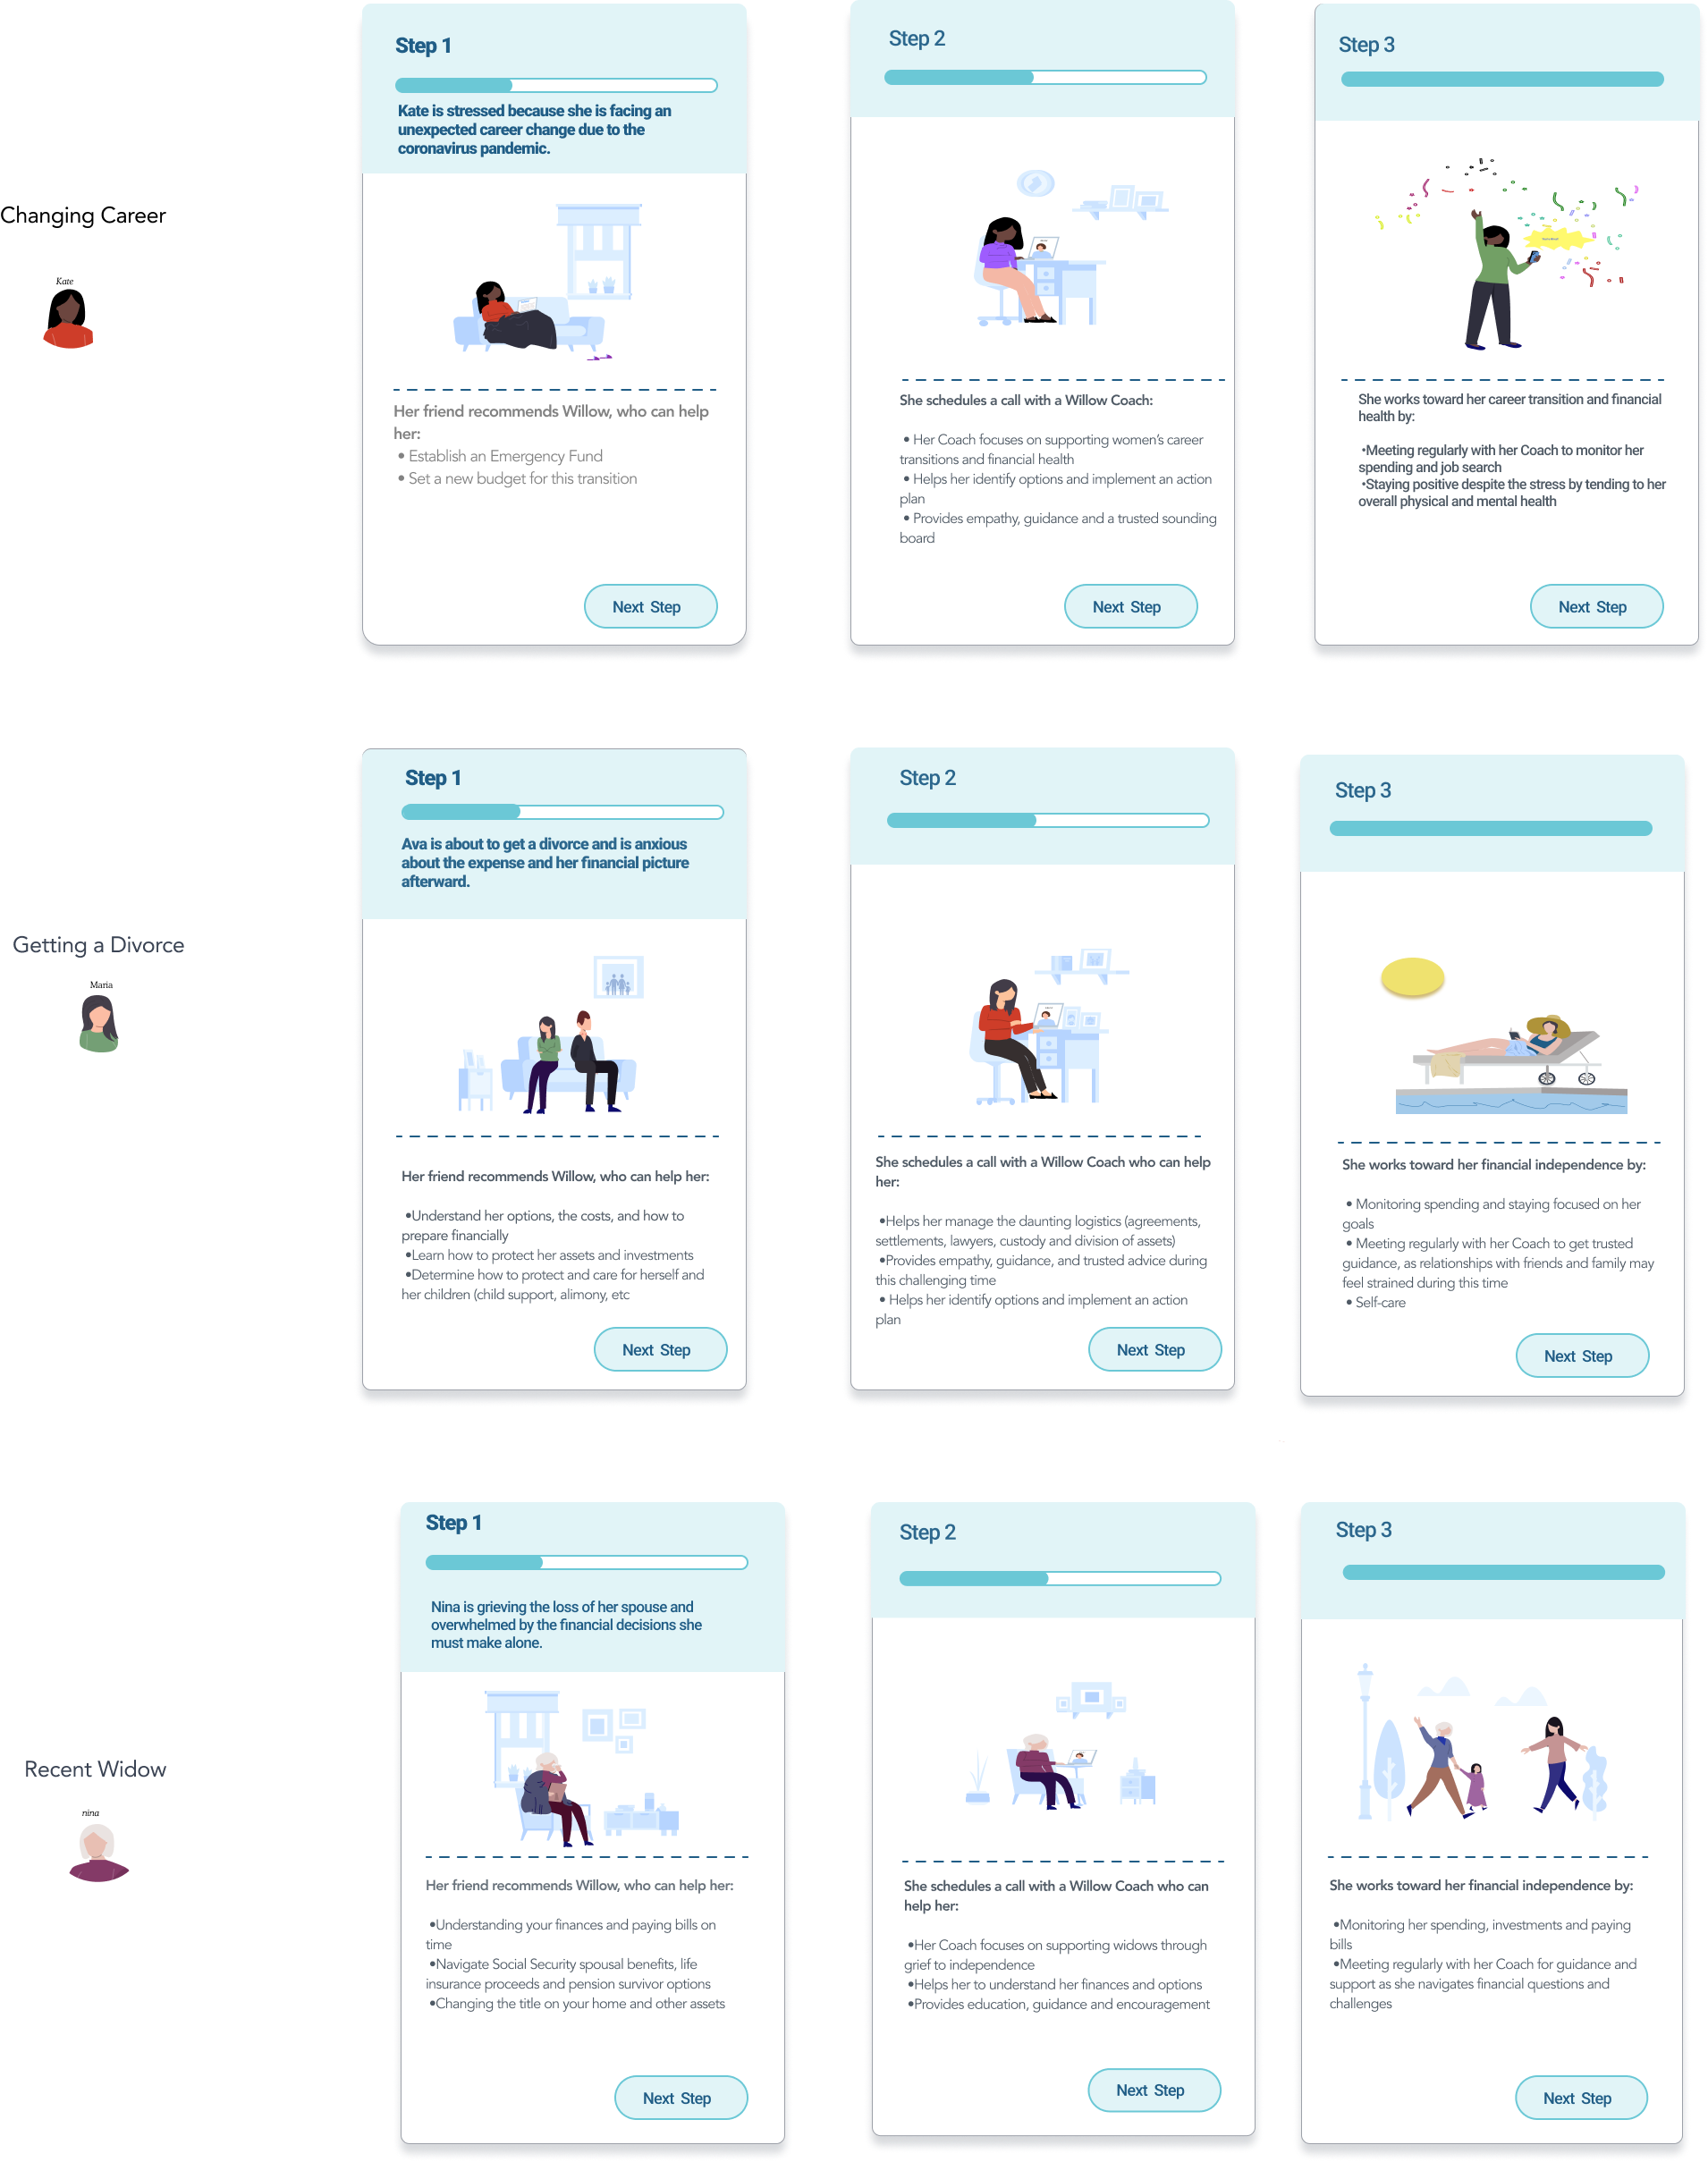 Changing Career
Kate
Step 1
Kate is stressed because she is facing an
unexpected career change due to the
coronavirus pandemic.
Her friend recommends Willow, who can help
her:
• Establish an Emergency Fund
• Set a new budget for this transition
Next Step
Step 2
She schedules a call with a Willow Coach:
• Her Coach focuses on supporting women's career
transitions and financial health
• Helps her identify options and implement an action
plan
• Provides empathy, guidance and a trusted sounding
board
Next Step
Step 3
She works toward her career transition and financial
health by:
•Meeting regularly with her Coach to monitor her
spending and job search
•Staying positive despite the stress by tending to her
overall physical and mental health
Next Step
Getting a Divorce
Maria
Step 1
Ava is about to get a divorce and is anxious
about the expense and her financial picture
afterward.
Her friend recommends Willow, who can help her:
•Understand her options, the costs, and how to
prepare financially
•Learn how to protect her assets and investments
•Determine how to protect and care for herself and
her children (child support, alimony, etc
Next Step
Step 2
She schedules a call with a Willow Coach who can help
her:
•Helps her manage the daunting logistics (agreements,
settlements, lawyers, custody and division of assets)
•Provides empathy, guidance, and trusted advice during
this challenging time
• Helps her identify options and implement an action
plan
Next Step
Step 3
She works toward her financial independence by:
• Monitoring spending and staying focused on her
goals
• Meeting regularly with her Coach to get trusted
guidance, as relationships with friends and family may
feel strained during this time
• Self-care
Next Step
Recent Widow
nina
Step 1
Nina is grieving the loss of her spouse and
overwhelmed by the financial decisions she
must make alone.
Her friend recommends Willow, who can help her:
•Understanding your finances and paying bills on
time
•Navigate Social Security spousal benefits, life
insurance proceeds and pension survivor options
•Changing the title on your home and other assets
Next Step
Step 2
She schedules a call with a Willow Coach who can
help her:
•Her Coach focuses on supporting widows through
grief to independence
•Helps her to understand her finances and options
•Provides education, guidance and encouragement
Next Step
Step 3
She works toward her financial independence by:
•Monitoring her spending, investments and paying
bills
•Meeting regularly with her Coach for guidance and
support as she navigates financial questions and
challenges
Next Step